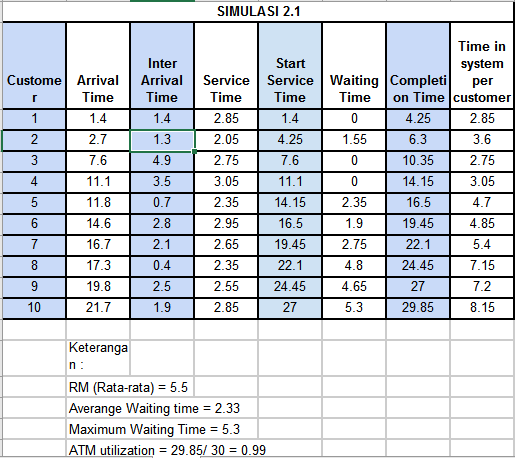 SIMULASI 2.1
Customer Arrival Time Inter Arrival Time Service Time Start Service Time Waiting Time Completion Time Time in system per customer
1 1.4 1.4 2.85 1.4 0 4.25 2.85
2 2.7 1.3 2.05 4.25 1.55 6.3 3.6
3 7.6 4.9 2.75 7.6 0 10.35 2.75
4 11.1 3.5 3.05 11.1 0 14.15 3.05
5 11.8 0.7 2.35 14.15 2.35 16.5 4.7
6 14.6 2.8 2.95 16.5 1.9 19.45 4.85
7 16.7 2.1 2.65 19.45 2.75 22.1 5.4
8 17.3 0.4 2.35 22.1 4.8 24.45 7.15
9 19.8 2.5 2.55 24.45 4.65 27 7.2
10 21.7 1.9 2.85 27 5.3 29.85 8.15
Keterangan :
RM (Rata-rata) = 5.5
Averange Waiting time = 2.33
Maximum Waiting Time = 5.3
ATM utilization = 29.85/ 30 = 0.99